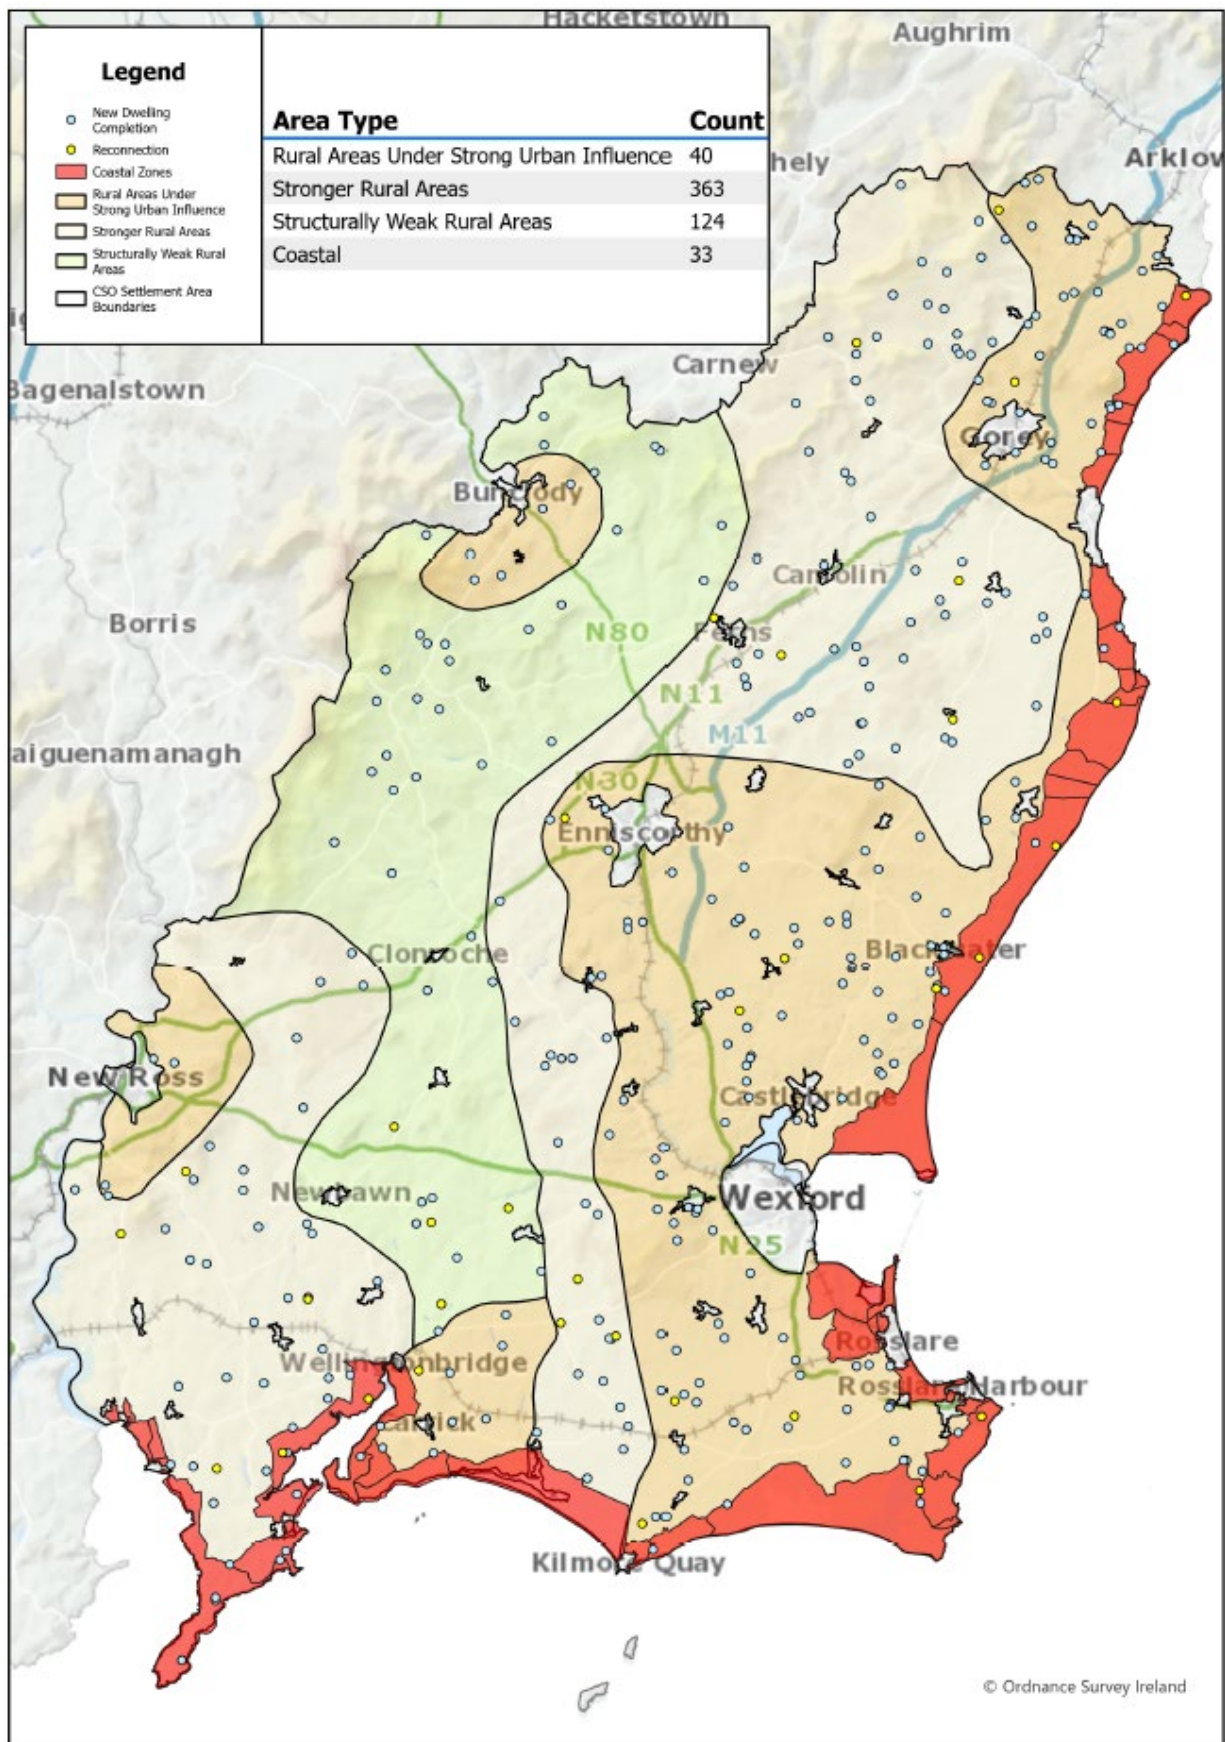 Hacketstown
Aughrim
Legend
New Dwelling
Completion
Reconnection
Coastal Zones
Rural Areas Under
Strong Urban Influence
Stronger Rural Areas
Structurally Weak Rural
Areas
CSO Settlement Area
Boundaries
Area Type Count
Rural Areas Under Strong Urban Influence 40
Stronger Rural Areas 363
Structurally Weak Rural Areas 124
Coastal 33
hely
Arklow
Carnew
Bagenalstown
Gorey
Bunclody
Camolin
Borris
N80
Ferns
N11
M11
aiguenamanagh
N30
Enniscorthy
Clonroche
Blackwater
New Ross
Castlebridge
Newbawn
Wexford
N25
Rosslare
Wellingtonbridge
Rosslare Harbour
Carrick
Kilmore Quay
© Ordnance Survey Ireland